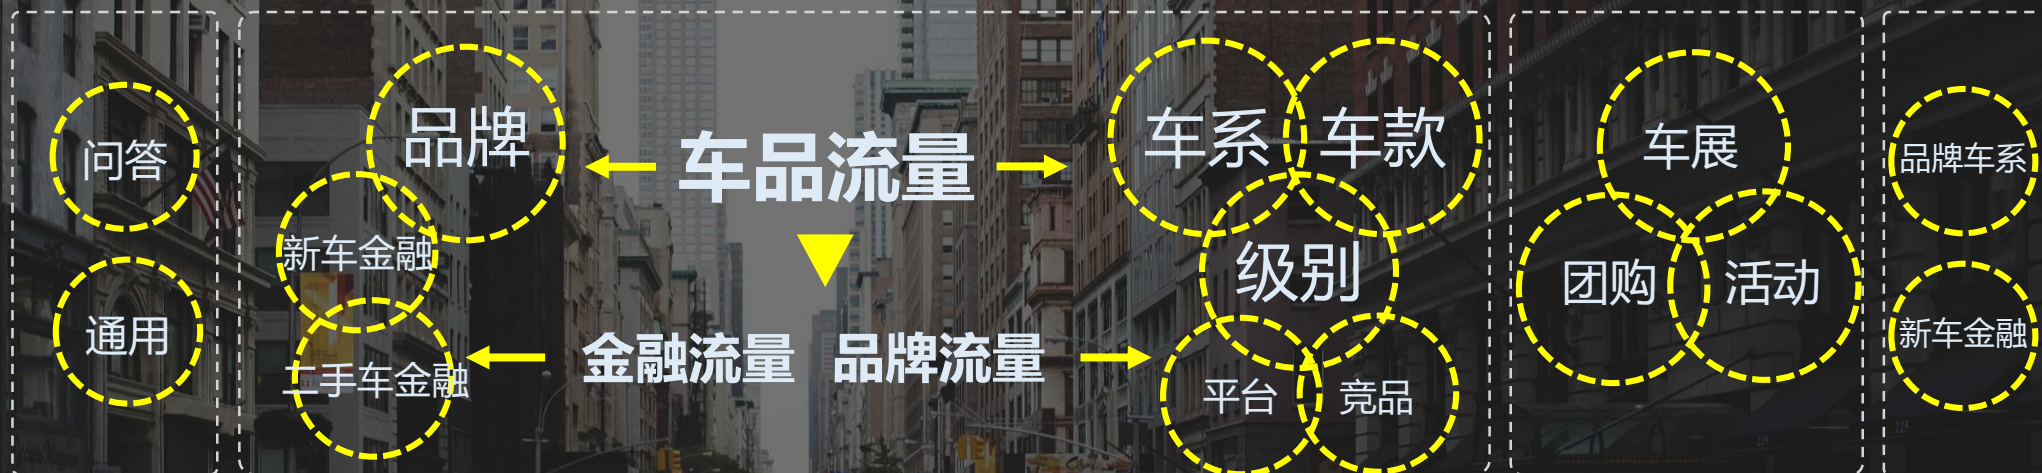 问答
通用
品牌
新车金融
二手车金融
车品流量
金融流量 品牌流量
车系
车款
级别
平台
竞品
车展
团购
活动
品牌车系
新车金融